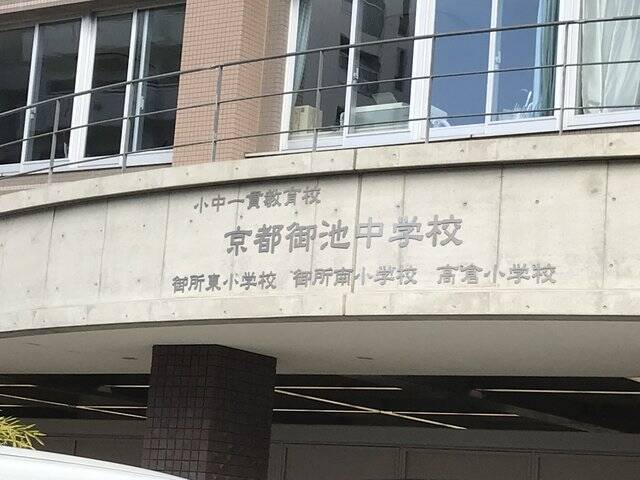 小中一貫教育校
京都御池中学校
御所東小学校 御所南小学校 高倉小学校